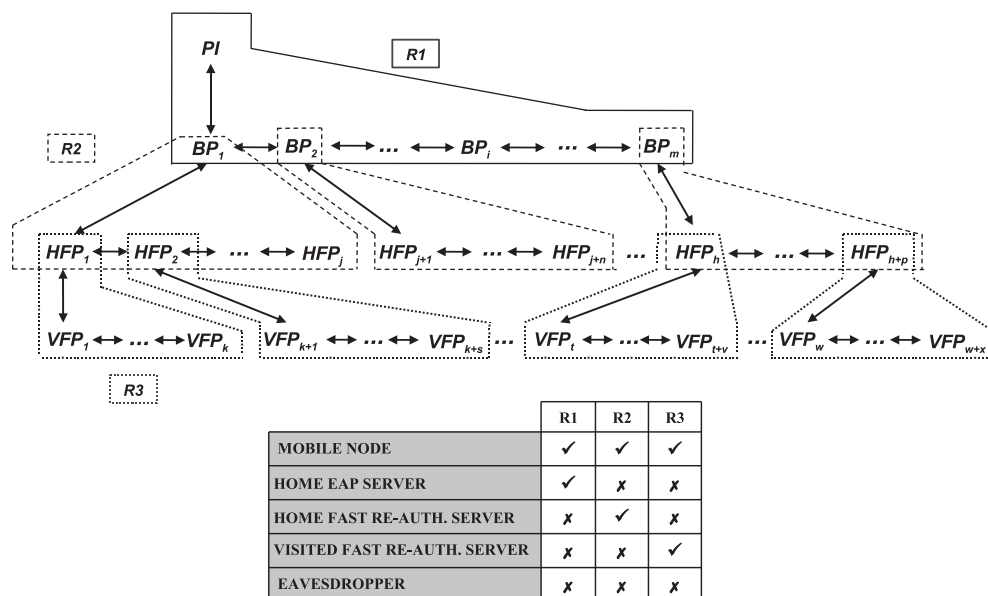 PI
R1
R2
BP1 BP2 ... BPi ... BPm
HFP1 HFP2 ... HFPj HFPj+1 ... HFPj+n ... HFPh ... HFPh+p
VFP1 ... VFPk VFPk+1 ... VFPk+s ... VFPt ... VFPt+v ... VFPw ... VFPw+x
R3
R1 R2 R3
MOBILE NODE ✓ ✓ ✓
HOME EAP SERVER ✓ ✗ ✗
HOME FAST RE-AUTH. SERVER ✗ ✓ ✗
VISITED FAST RE-AUTH. SERVER ✗ ✗ ✓
EAVESDROPPER ✗ ✗ ✗